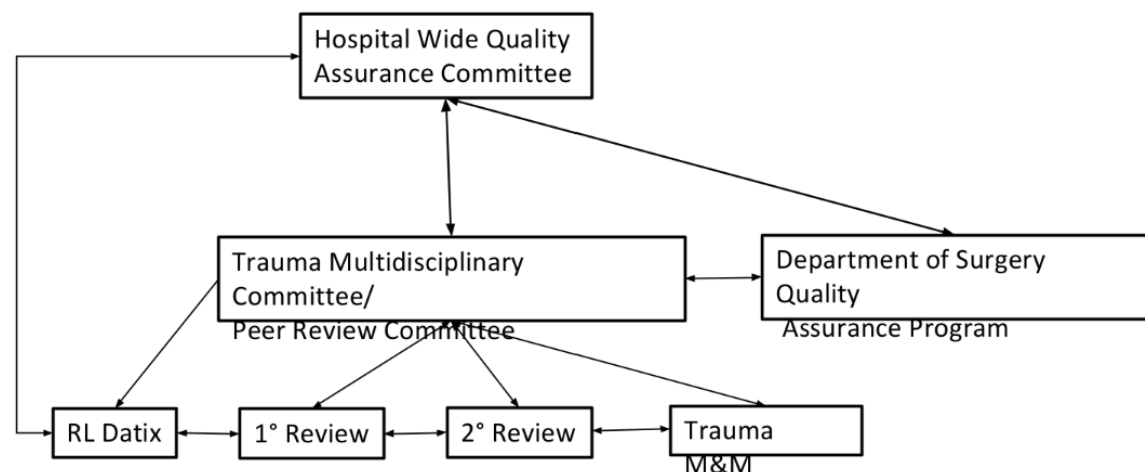 Hospital Wide Quality
Assurance Committee
Trauma Multidisciplinary
Committee/
Peer Review Committee
Department of Surgery
Quality
Assurance Program
RL Datix
1° Review
2° Review
Trauma
M&M